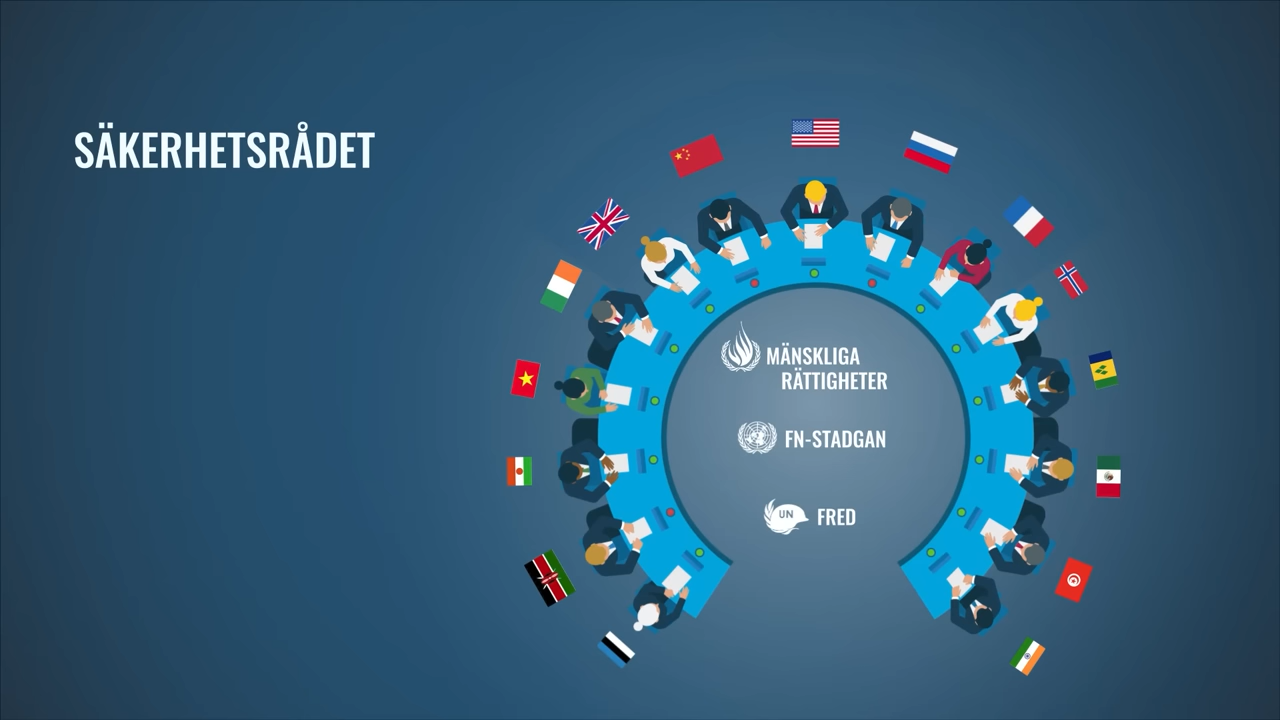 SÄKERHETSRÅDET
MÄNSKLIGA
RÄTTIGHETER
FN-STADGAN
UN
FRED